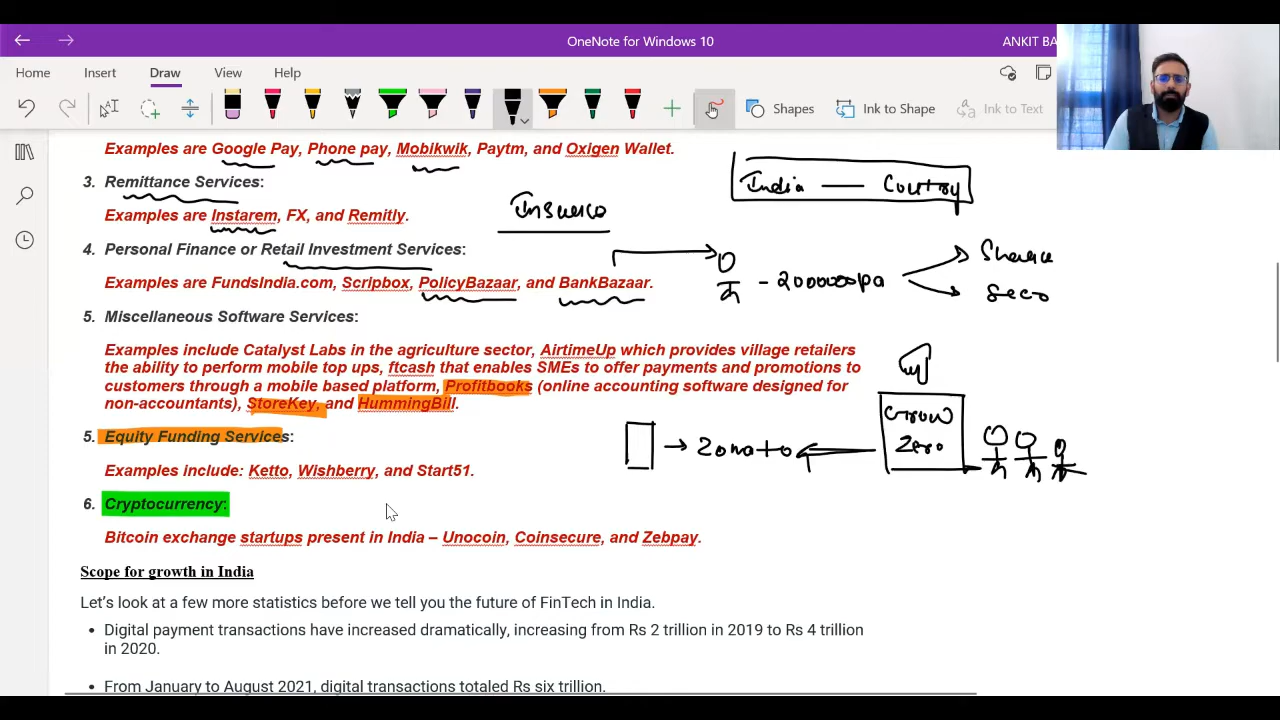 OneNote for Windows 10
ANKIT BA
Home Insert Draw View Help
Shapes Ink to Shape Ink to Text
Examples are Google Pay, Phone pay, Mobikwik, Paytm, and Oxigen Wallet.
3. Remittance Services:
India — Country
Examples are Instarem, FX, and Remitly.
4. Personal Finance or Retail Investment Services:
Examples are FundsIndia.com, Scripbox, PolicyBazaar, and BankBazaar.
- 2000000 pa
5. Miscellaneous Software Services:
Examples include Catalyst Labs in the agriculture sector, AirtimeUp which provides village retailers
the ability to perform mobile top ups, ftcash that enables SMEs to offer payments and promotions to
customers through a mobile based platform, Profitbooks (online accounting software designed for
non-accountants), StoreKey, and HummingBill.
Grow
Zero
Zomato
5. Equity Funding Services:
Examples include: Ketto, Wishberry, and Start51.
6. Cryptocurrency:
Bitcoin exchange startups present in India – Unocoin, Coinsecure, and Zebpay.
Scope for growth in India
Let's look at a few more statistics before we tell you the future of FinTech in India.
• Digital payment transactions have increased dramatically, increasing from Rs 2 trillion in 2019 to Rs 4 trillion
in 2020.
• From January to August 2021, digital transactions totaled Rs six trillion.